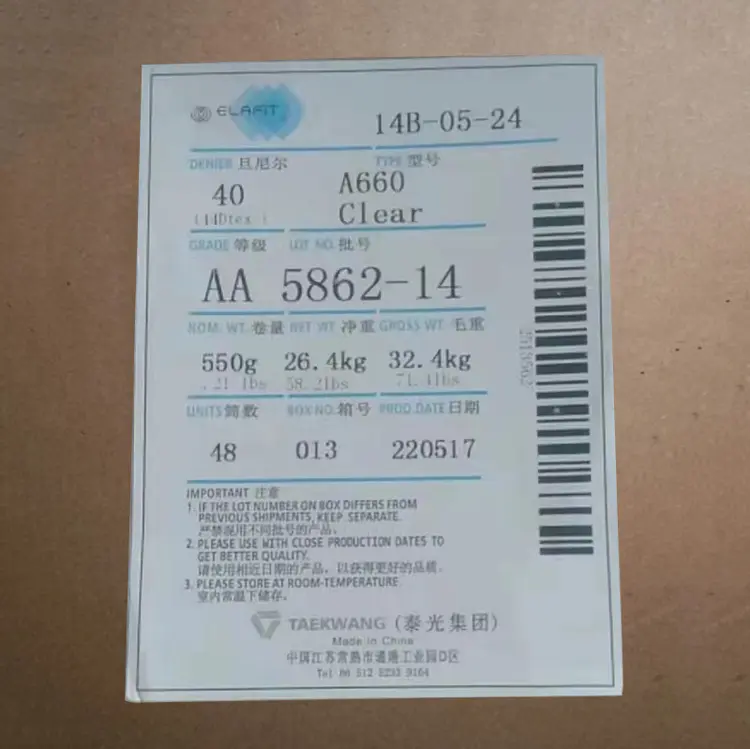 ELAFIT
14B-05-24
DENIER 旦尼尔 TYPE 型号
40 A660
(44Dtex) Clear
GRADE 等级 LOT NO. 批号
AA 5862-14
NOM. WT. 卷量 NET WT. 净重 GROSS WT. 毛重
550g 26.4kg 32.4kg
58.2lbs 71.4lbs
UNITS 筒数 BOX NO. 箱号 PROD.DATE 日期
48 013 220517
IMPORTANT 注意
1. IF THE LOT NUMBER ON BOX DIFFERS FROM
PREVIOUS SHIPMENTS, KEEP SEPARATE.
严禁混用不同批号的产品。
2. PLEASE USE WITH CLOSE PRODUCTION DATES TO
GET BETTER QUALITY.
请使用相近日期的产品, 以获得更好的品质.
3. PLEASE STORE AT ROOM-TEMPERATURE.
室内常温下储存。
TAEKWANG (泰光集团)
Made in China
中国江苏常熟市通港工业园D区
Tel 86 512 5233 9164